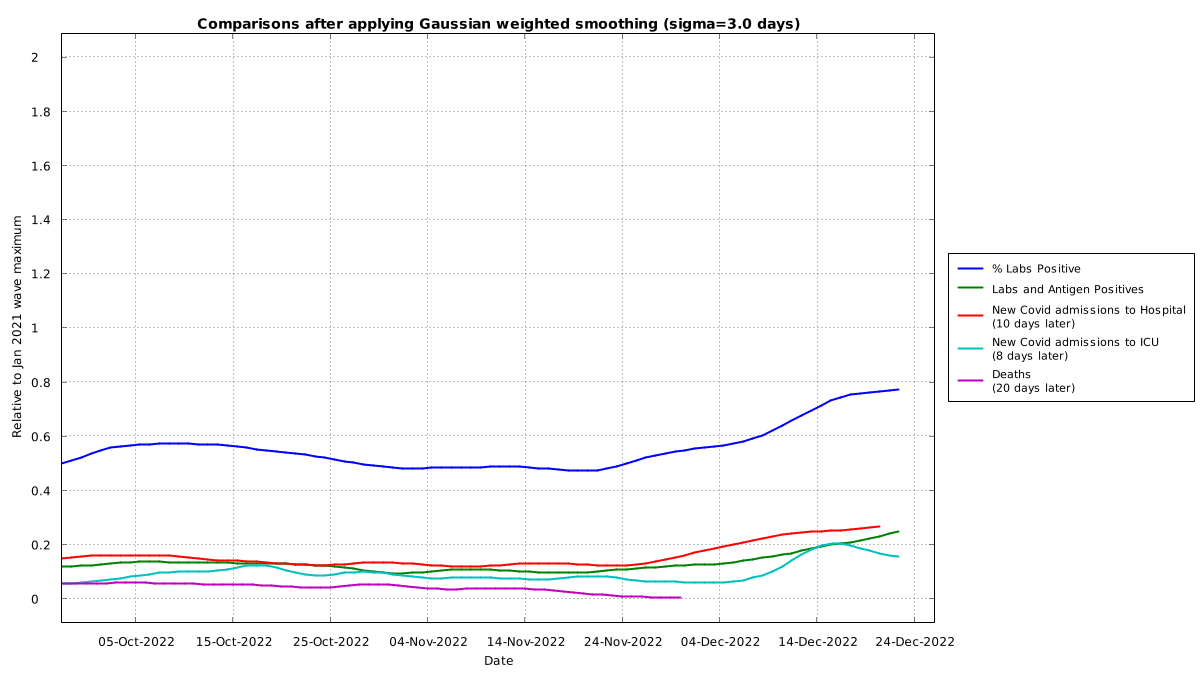 Comparisons after applying Gaussian weighted smoothing (sigma=3.0 days)
Relative to Jan 2021 wave maximum
2
1.8
1.6
1.4
1.2
1
0.8
0.6
0.4
0.2
0
05-Oct-2022 15-Oct-2022 25-Oct-2022 04-Nov-2022 14-Nov-2022 24-Nov-2022 04-Dec-2022 14-Dec-2022 24-Dec-2022
Date
% Labs Positive
Labs and Antigen Positives
New Covid admissions to Hospital
(10 days later)
New Covid admissions to ICU
(8 days later)
Deaths
(20 days later)